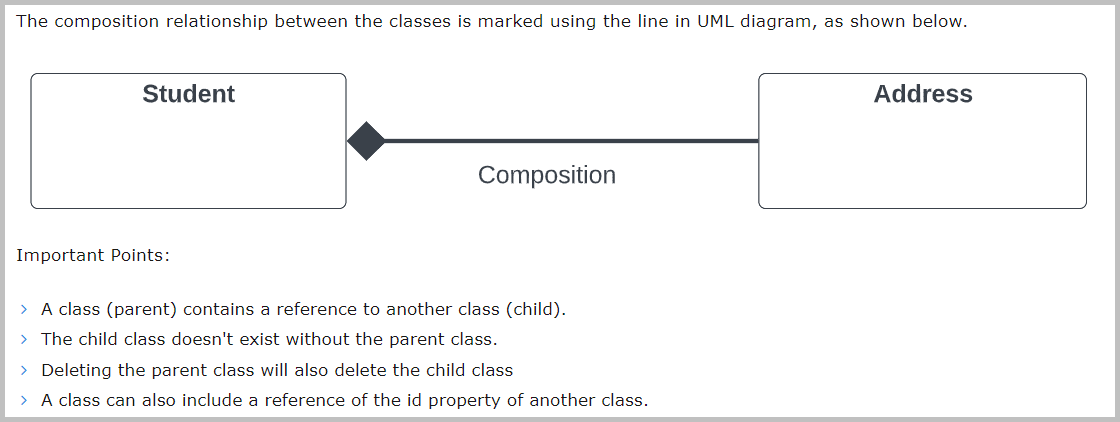 The composition relationship between the classes is marked using the line in UML diagram, as shown below.
Student
Address
Composition
Important Points:
A class (parent) contains a reference to another class (child).
The child class doesn't exist without the parent class.
Deleting the parent class will also delete the child class
A class can also include a reference of the id property of another class.